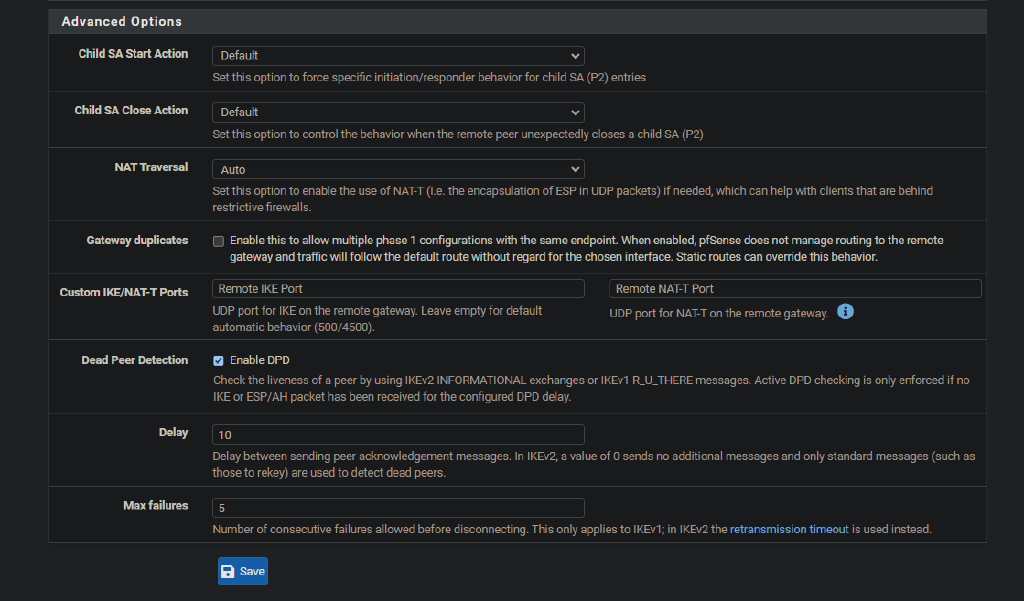 Advanced Options
Child SA Start Action
Default
Set this option to force specific initiation/responder behavior for child SA (P2) entries
Child SA Close Action
Default
Set this option to control the behavior when the remote peer unexpectedly closes a child SA (P2)
NAT Traversal
Auto
Set this option to enable the use of NAT-T (i.e. the encapsulation of ESP in UDP packets) if needed, which can help with clients that are behind
restrictive firewalls.
Gateway duplicates
Enable this to allow multiple phase 1 configurations with the same endpoint. When enabled, pfSense does not manage routing to the remote
gateway and traffic will follow the default route without regard for the chosen interface. Static routes can override this behavior.
Custom IKE/NAT-T Ports
Remote IKE Port
UDP port for IKE on the remote gateway. Leave empty for default
automatic behavior (500/4500).
Remote NAT-T Port
UDP port for NAT-T on the remote gateway.
Dead Peer Detection
Enable DPD
Check the liveness of a peer by using IKEv2 INFORMATIONAL exchanges or IKEv1 R_U_THERE messages. Active DPD checking is only enforced if no
IKE or ESP/AH packet has been received for the configured DPD delay.
Delay
10
Delay between sending peer acknowledgement messages. In IKEv2, a value of 0 sends no additional messages and only standard messages (such as
those to rekey) are used to detect dead peers.
Max failures
5
Number of consecutive failures allowed before disconnecting. This only applies to IKEv1; in IKEv2 the retransmission timeout is used instead.
Save